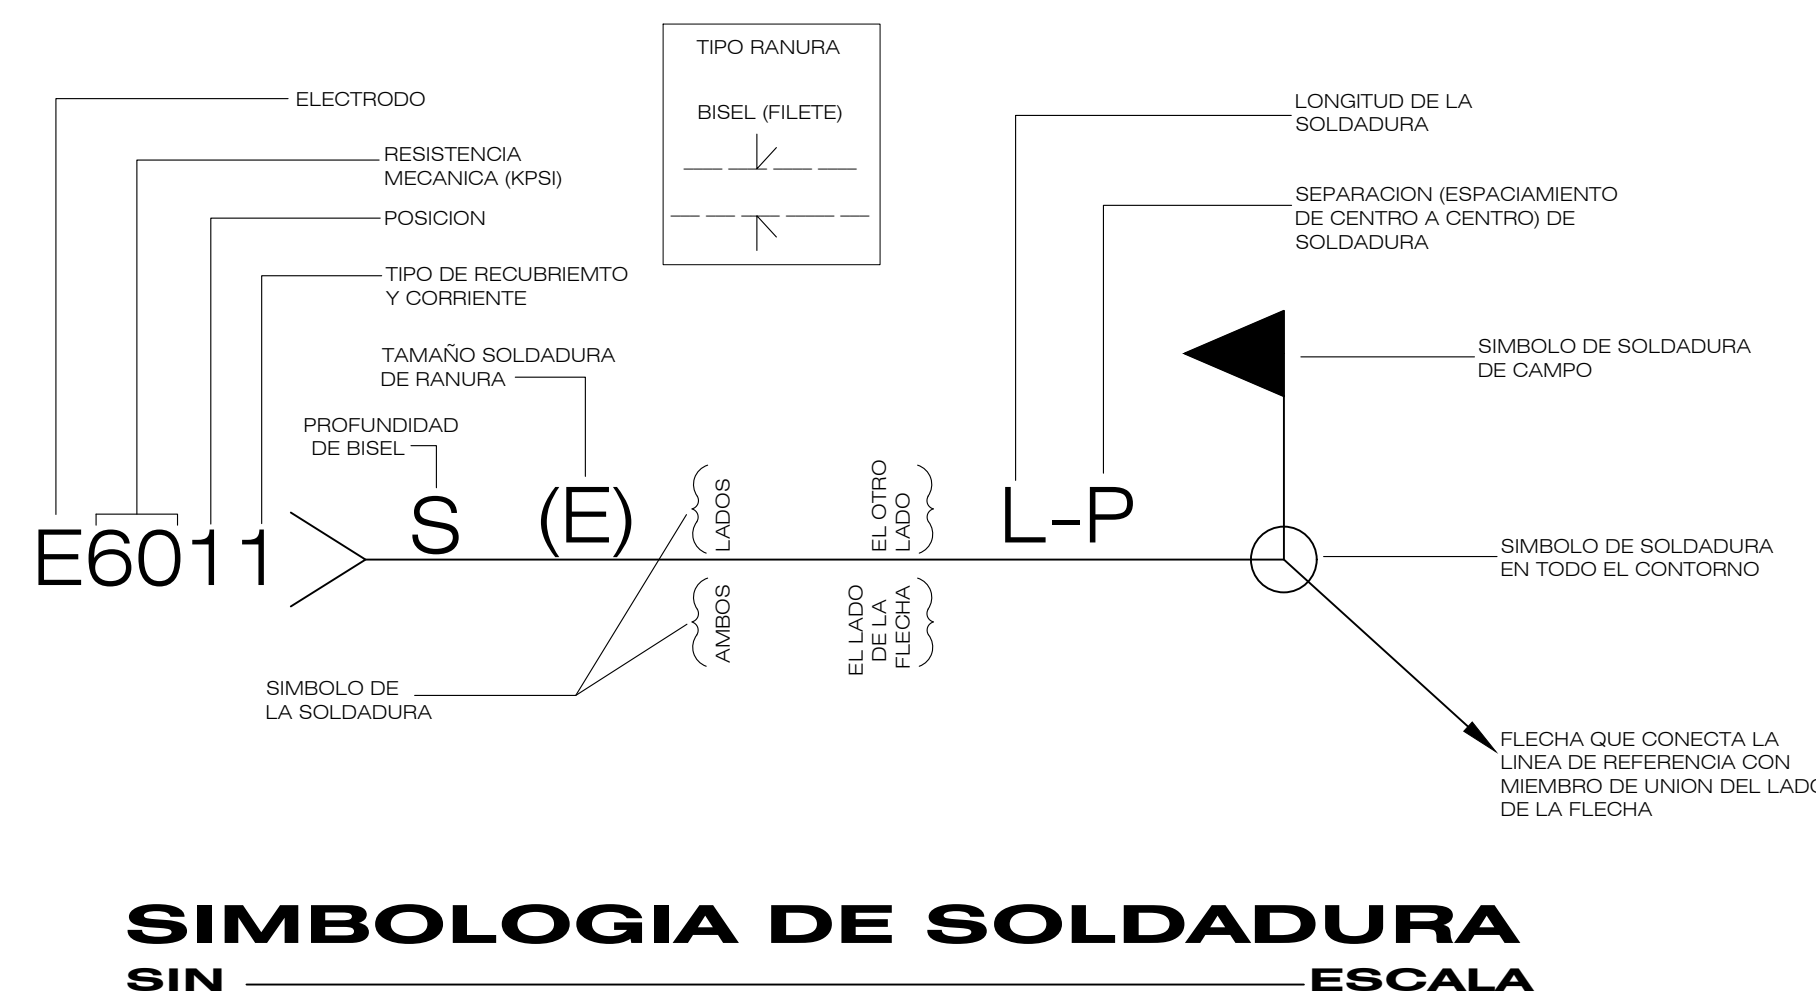 TIPO RANURA
BISEL (FILETE)
ELECTRODO
RESISTENCIA
MECANICA (KPSI)
POSICION
TIPO DE RECUBRIEMTO
Y CORRIENTE
TAMAÑO SOLDADURA
DE RANURA
PROFUNDIDAD
DE BISEL
LONGITUD DE LA
SOLDADURA
SEPARACION (ESPACIAMIENTO
DE CENTRO A CENTRO) DE
SOLDADURA
SIMBOLO DE SOLDADURA
DE CAMPO
E6011
S
(E)
LADOS
AMBOS
EL OTRO
LADO
EL LADO
DE LA
FLECHA
L-P
SIMBOLO DE SOLDADURA
EN TODO EL CONTORNO
SIMBOLO DE
LA SOLDADURA
FLECHA QUE CONECTA LA
LINEA DE REFERENCIA CON
MIEMBRO DE UNION DEL LADO
DE LA FLECHA
SIMBOLOGIA DE SOLDADURA
SIN ESCALA